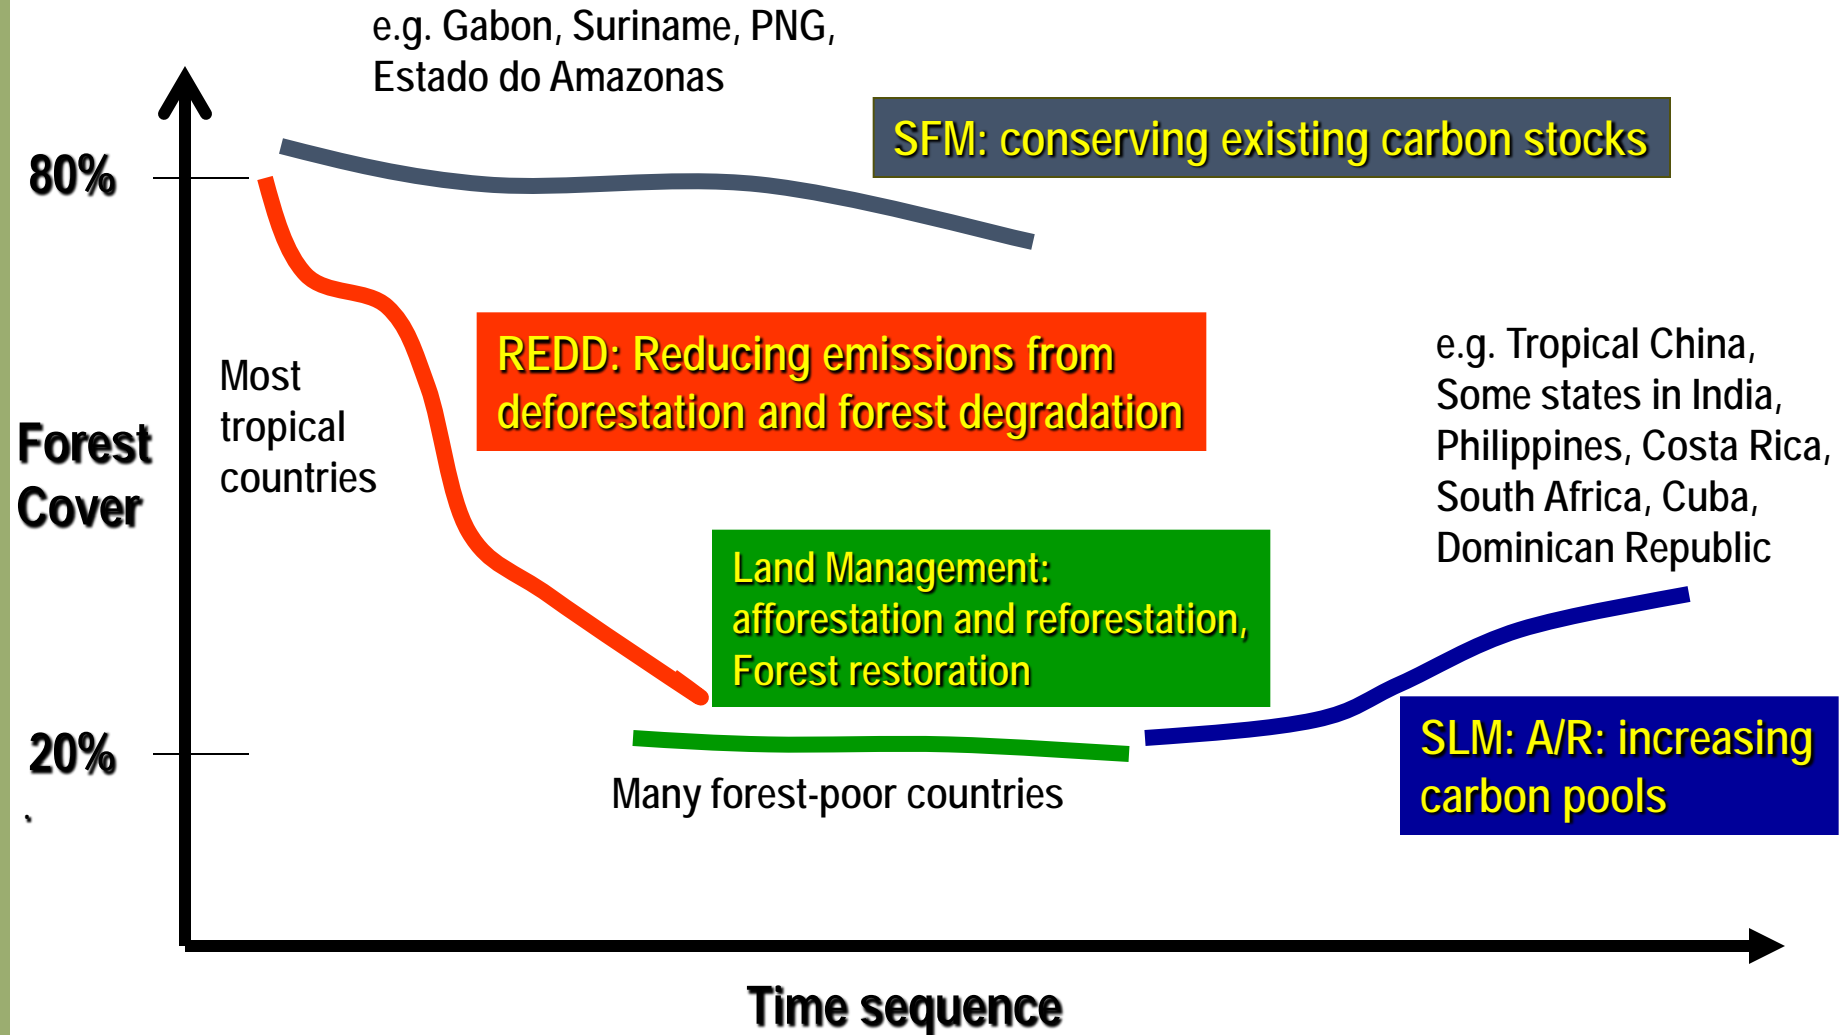 e.g. Gabon, Suriname, PNG,
Estado do Amazonas
SFM: conserving existing carbon stocks
80%
REDD: Reducing emissions from
deforestation and forest degradation
Most
tropical
countries
e.g. Tropical China,
Some states in India,
Philippines, Costa Rica,
South Africa, Cuba,
Dominican Republic
Forest
Cover
Land Management:
afforestation and reforestation,
Forest restoration
20%
.
Many forest-poor countries
SLM: A/R: increasing
carbon pools
Time sequence